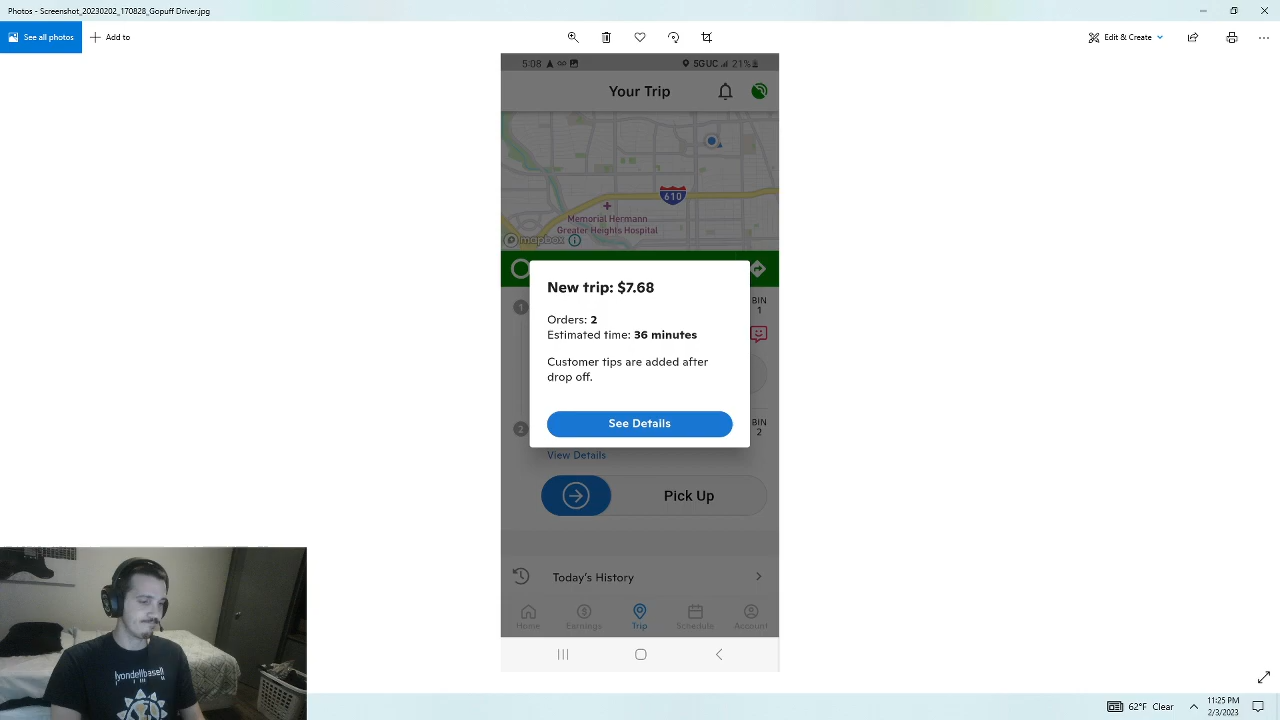 Photos - Screenshot_20230202_170828_Gopuff Driver.jpg
See all photos
Add to
Edit & Create
5:08
5GUC
21%
Your Trip
610
Memorial Hermann
Greater Heights Hospital
mapbox
New trip: $7.68
Orders: 2
Estimated time: 36 minutes
Customer tips are added after
drop off.
See Details
1
BIN
1
2
BIN
2
View Details
Pick Up
Today's History
Home
Earnings
Trip
Schedule
Account
lyondellbasell
62°F Clear
11:25 PM
2/3/2023